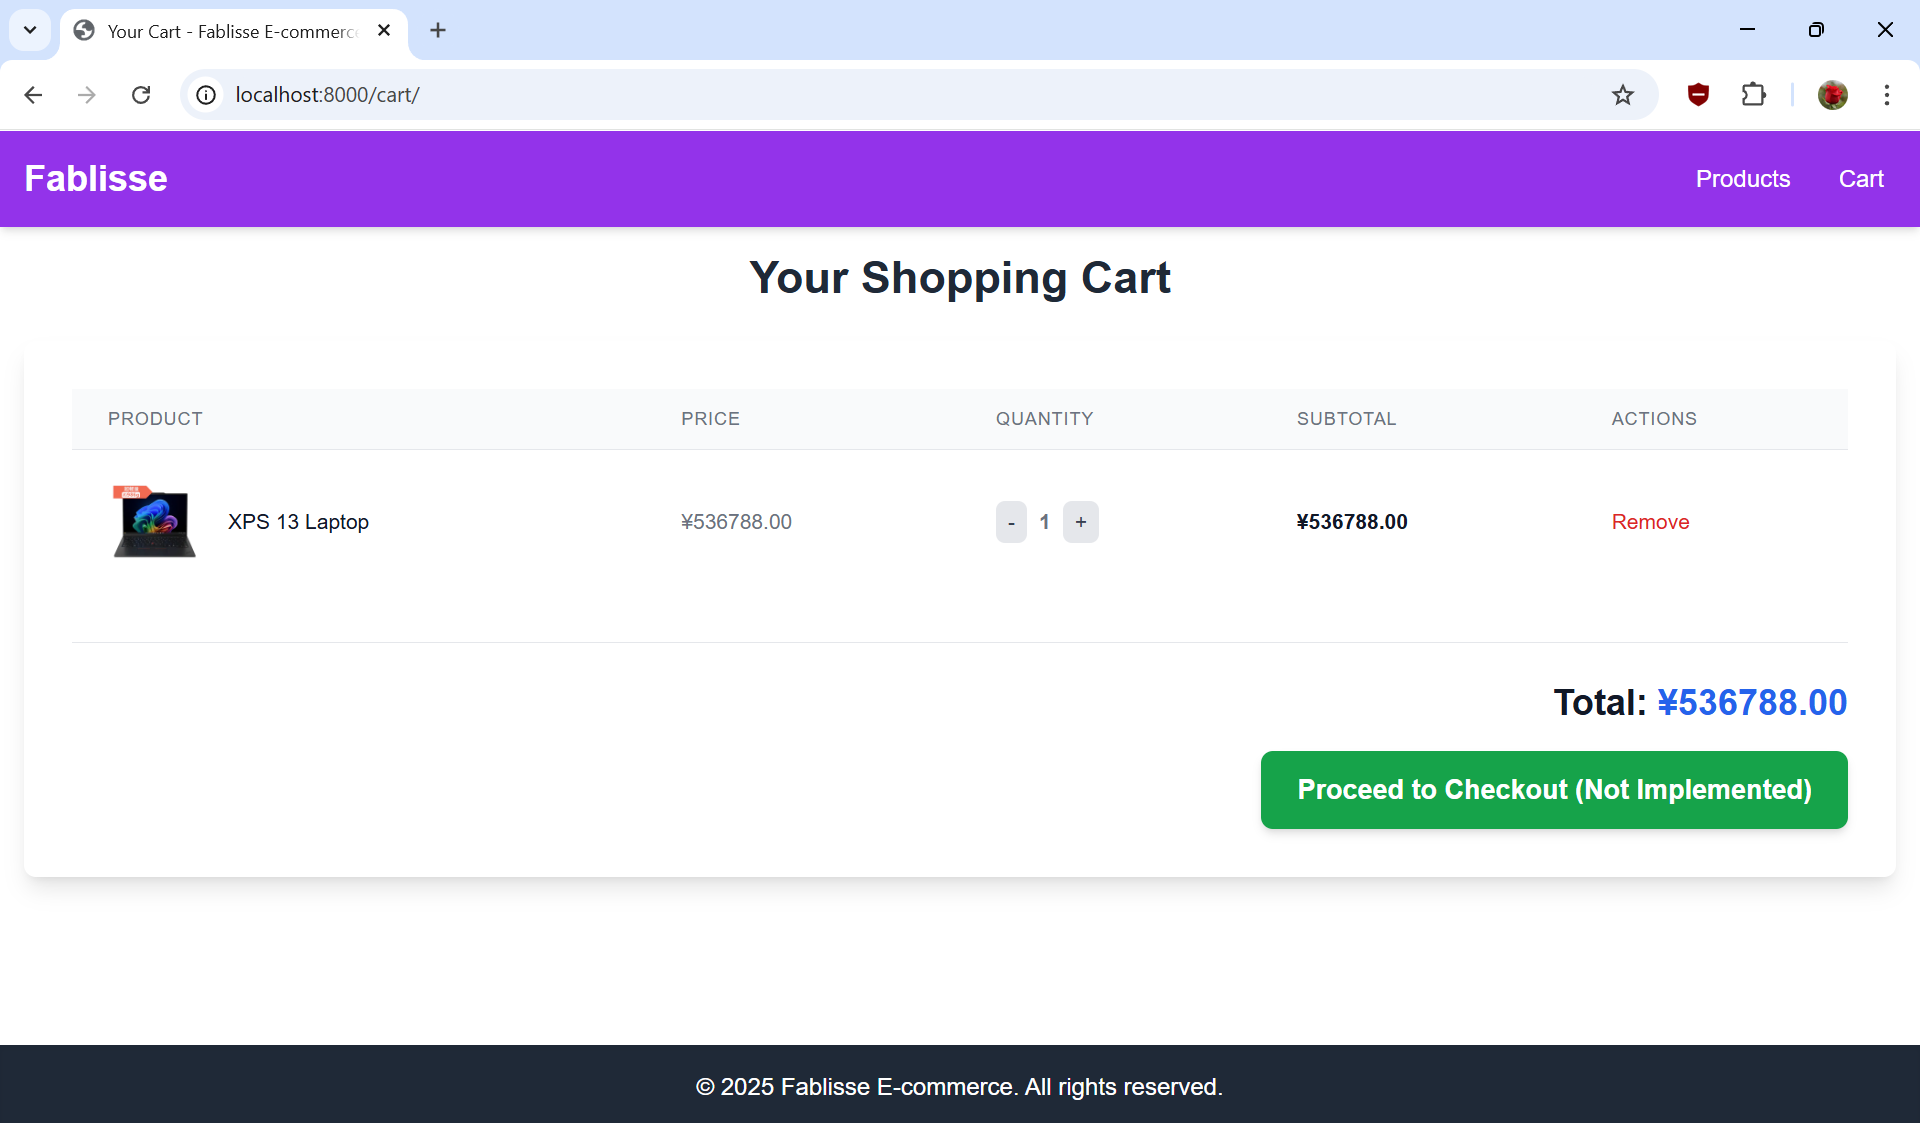 Your Cart - Fablisse E-commerc
localhost:8000/cart/
Fablisse
Products
Cart
Your Shopping Cart
PRODUCT PRICE QUANTITY SUBTOTAL ACTIONS
XPS 13 Laptop ¥536788.00 - 1 + ¥536788.00 Remove
Total: ¥536788.00
Proceed to Checkout (Not Implemented)
© 2025 Fablisse E-commerce. All rights reserved.